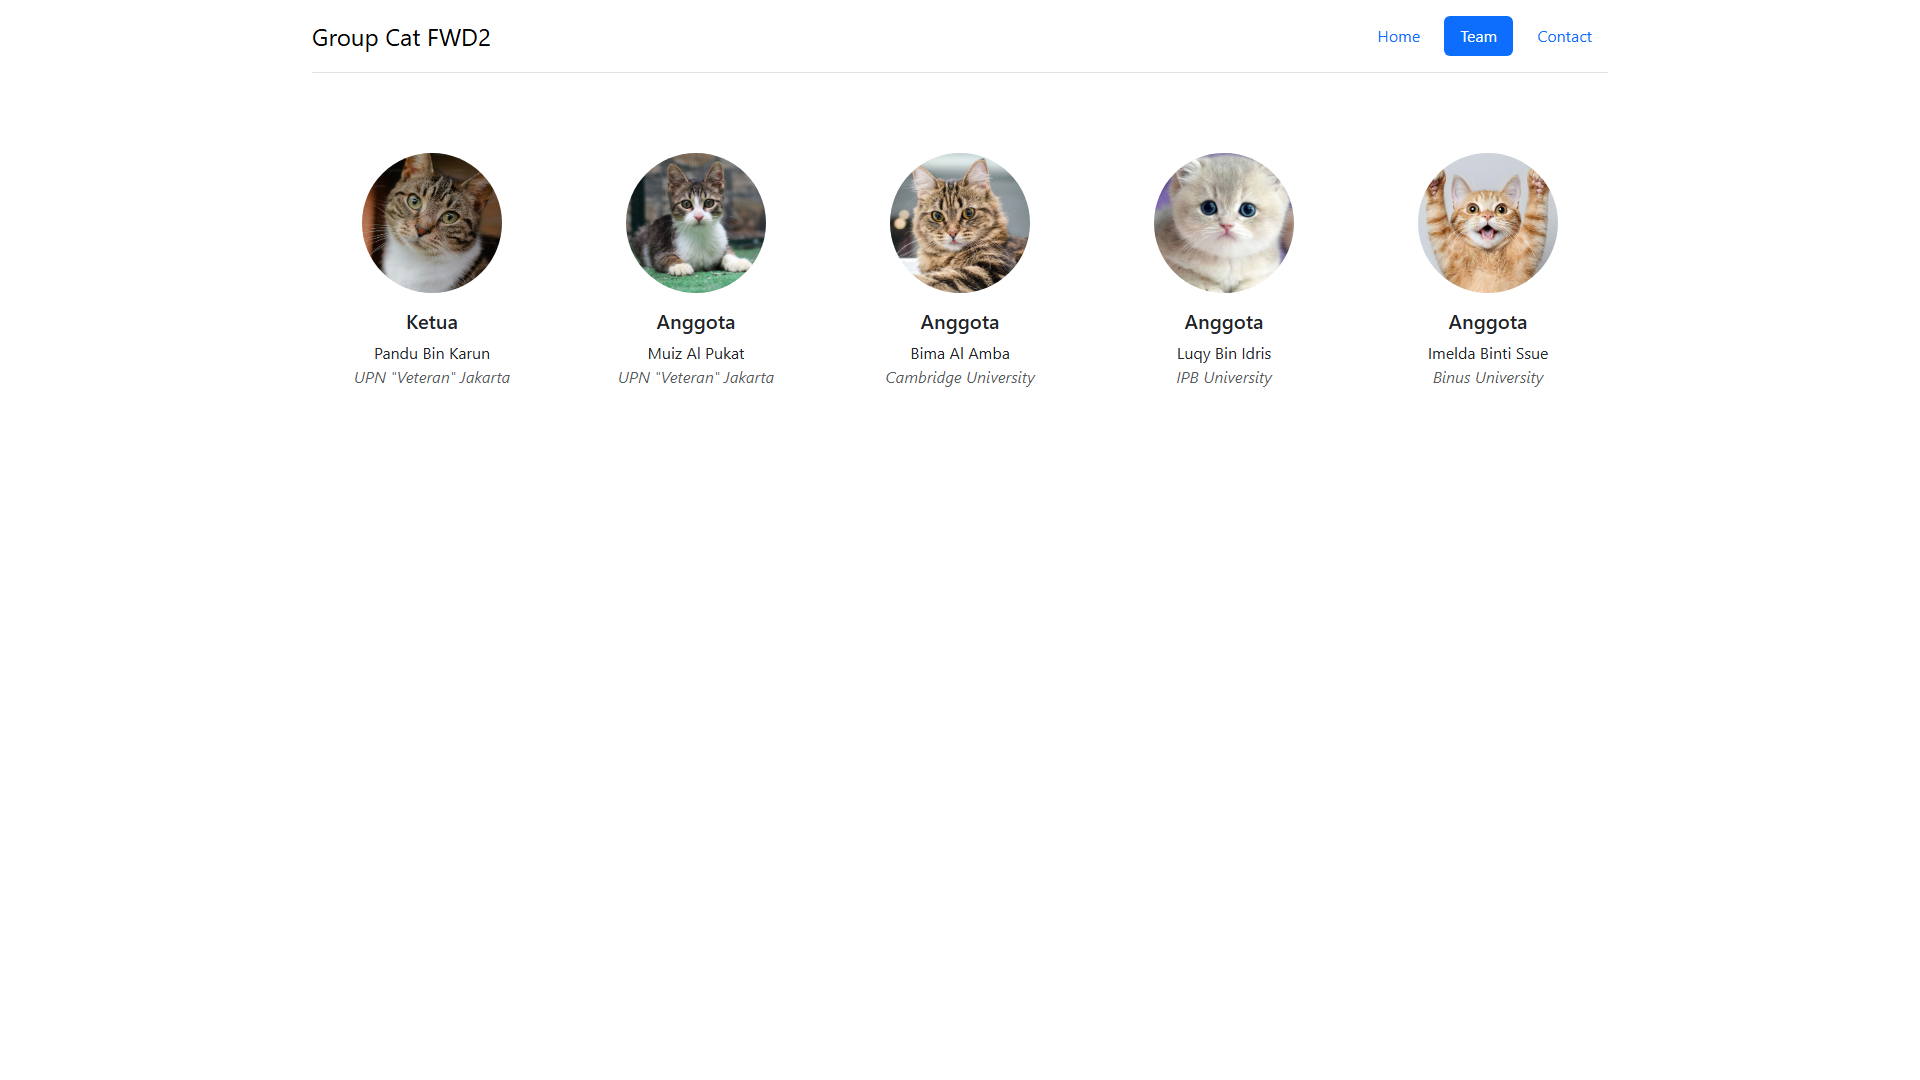 Group Cat FWD2
Home
Team
Contact
Ketua
Pandu Bin Karun
UPN "Veteran" Jakarta
Anggota
Muiz Al Pukat
UPN "Veteran" Jakarta
Anggota
Bima Al Amba
Cambridge University
Anggota
Luqy Bin Idris
IPB University
Anggota
Imelda Binti Ssue
Binus University